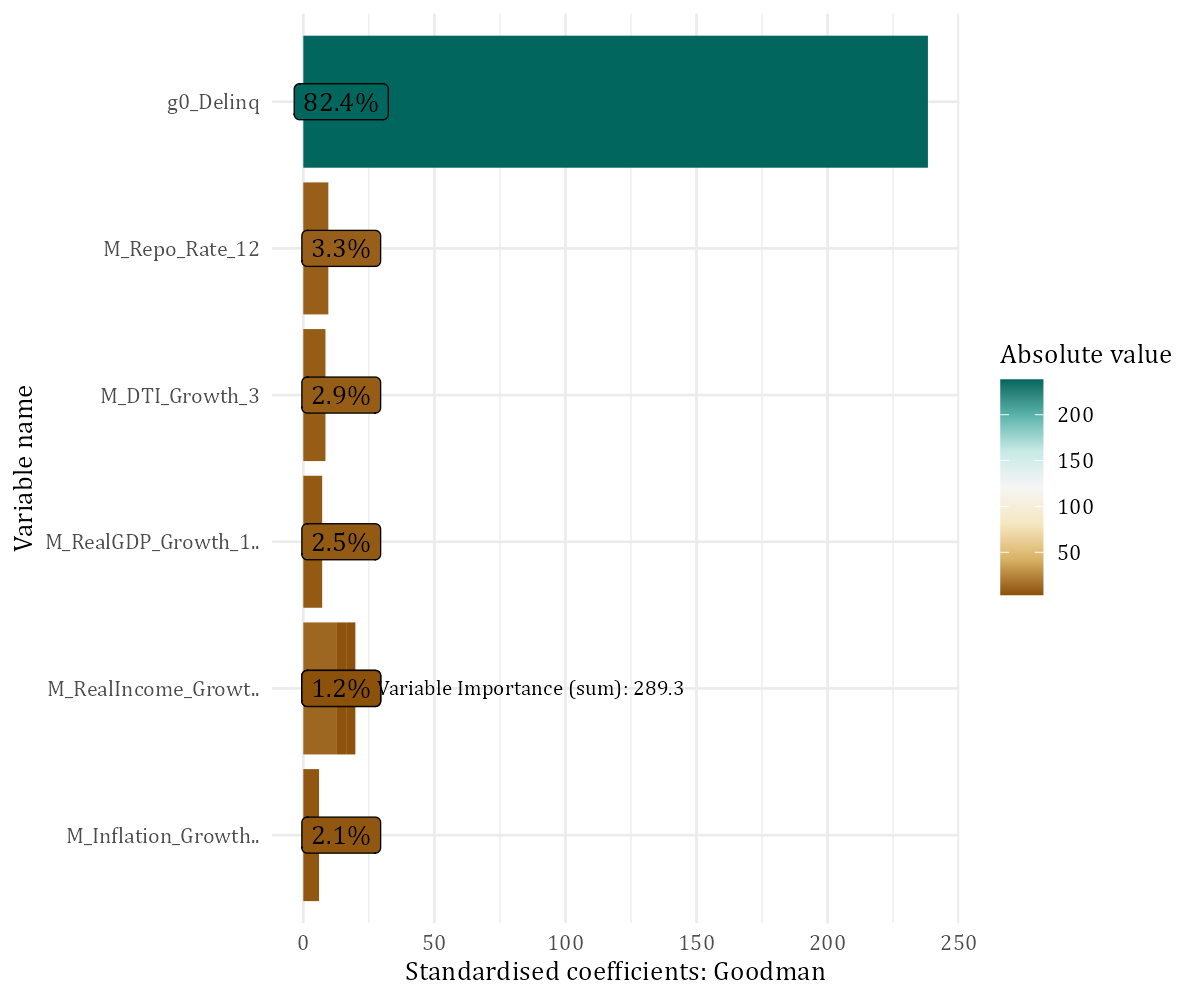 g0_Delinq
82.4%
M_Repo_Rate_12
3.3%
M_DTI_Growth_3
2.9%
M_RealGDP_Growth_1..
2.5%
M_RealIncome_Growt..
1.2%
Variable Importance (sum): 289.3
M_Inflation_Growth..
2.1%
Variable name
0 50 100 150 200 250
Standardised coefficients: Goodman
Absolute value
200
150
100
50